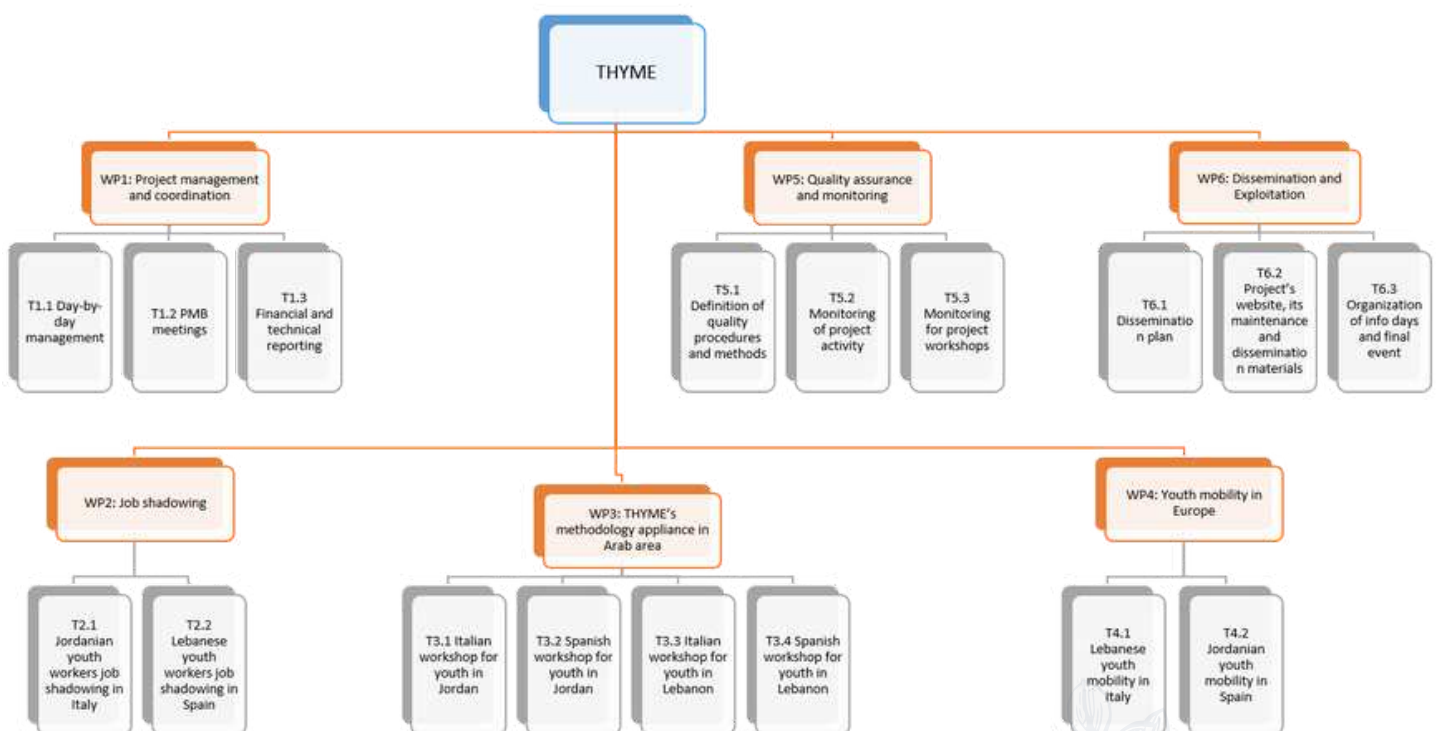 THYME
WP1: Project management
and coordination
WP5: Quality assurance
and monitoring
WP6: Dissemination and
Exploitation
T1.1 Day-by-
day
management
T1.2 PMB
meetings
T1.3
Financial and
technical
reporting
T5.1
Definition of
quality
procedures
and methods
T5.2
Monitoring
of project
activity
T5.3
Monitoring
for project
workshops
T6.1
Disseminatio
n plan
T6.2
Project's
website, its
maintenance
and
disseminatio
n materials
T6.3
Organization
of info days
and final
event
WP2: Job shadowing
WP3: THYME's
methodology appliance in
Arab area
WP4: Youth mobility in
Europe
T2.1
Jordanian
youth
workers job
shadowing in
Italy
T2.2
Lebanese
youth
workers job
shadowing in
Spain
T3.1 Italian
workshop for
youth in
Jordan
T3.2 Spanish
workshop for
youth in
Jordan
T3.3 Italian
workshop for
youth in
Lebanon
T3.4 Spanish
workshop for
youth in
Lebanon
T4.1
Lebanese
youth
mobility in
Italy
T4.2
Jordanian
youth
mobility in
Spain